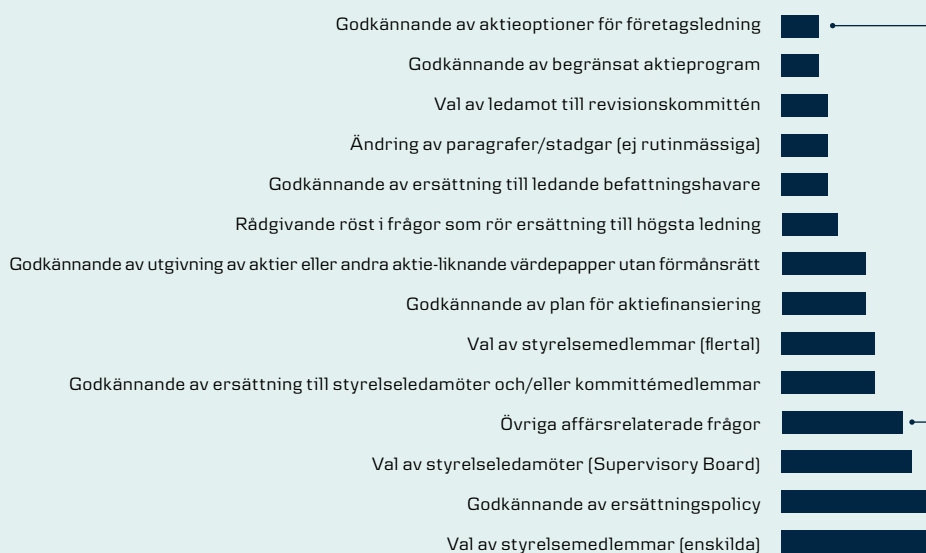 Godkännande av aktieoptioner för företagsledning
Godkännande av begränsat aktieprogram
Val av ledamot till revisionskommittén
Ändring av paragrafer/stadgar (ej rutinmässiga)
Godkännande av ersättning till ledande befattningshavare
Rådgivande röst i frågor som rör ersättning till högsta ledning
Godkännande av utgivning av aktier eller andra aktie-liknande värdepapper utan förmånsrätt
Godkännande av plan för aktiefinansiering
Val av styrelsemedlemmar (flertal)
Godkännande av ersättning till styrelseledamöter och/eller kommittémedlemmar
Övriga affärsrelaterade frågor
Val av styrelseledamöter (Supervisory Board)
Godkännande av ersättningspolicy
Val av styrelsemedlemmar (enskilda)